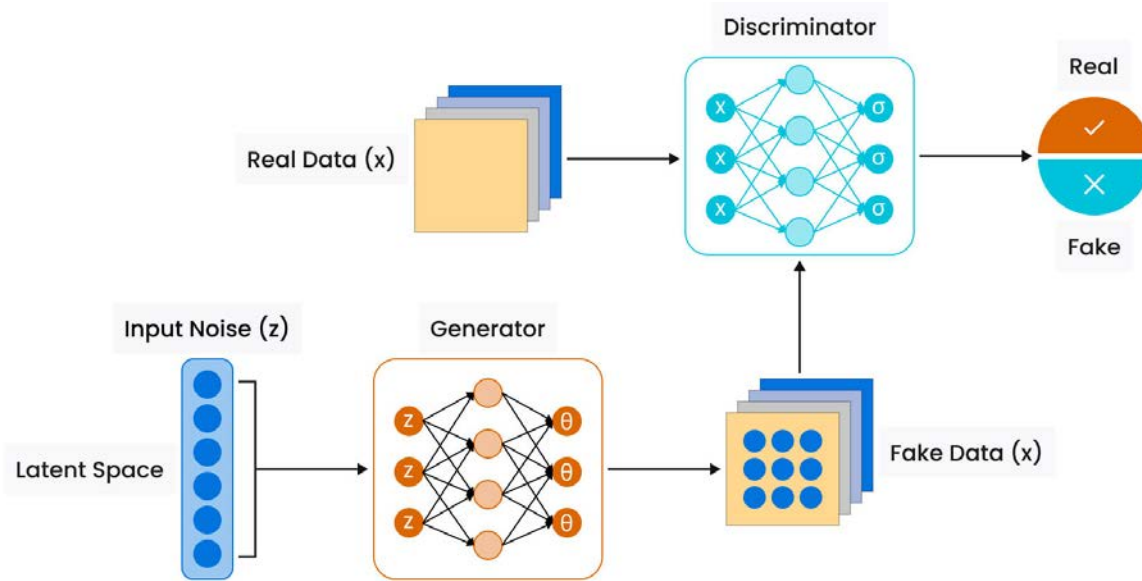 Discriminator
Real
Real Data (x)
x
x
x
σ
σ
σ
Fake
Input Noise (z)
Generator
Latent Space
z
z
z
θ
θ
θ
Fake Data (x)